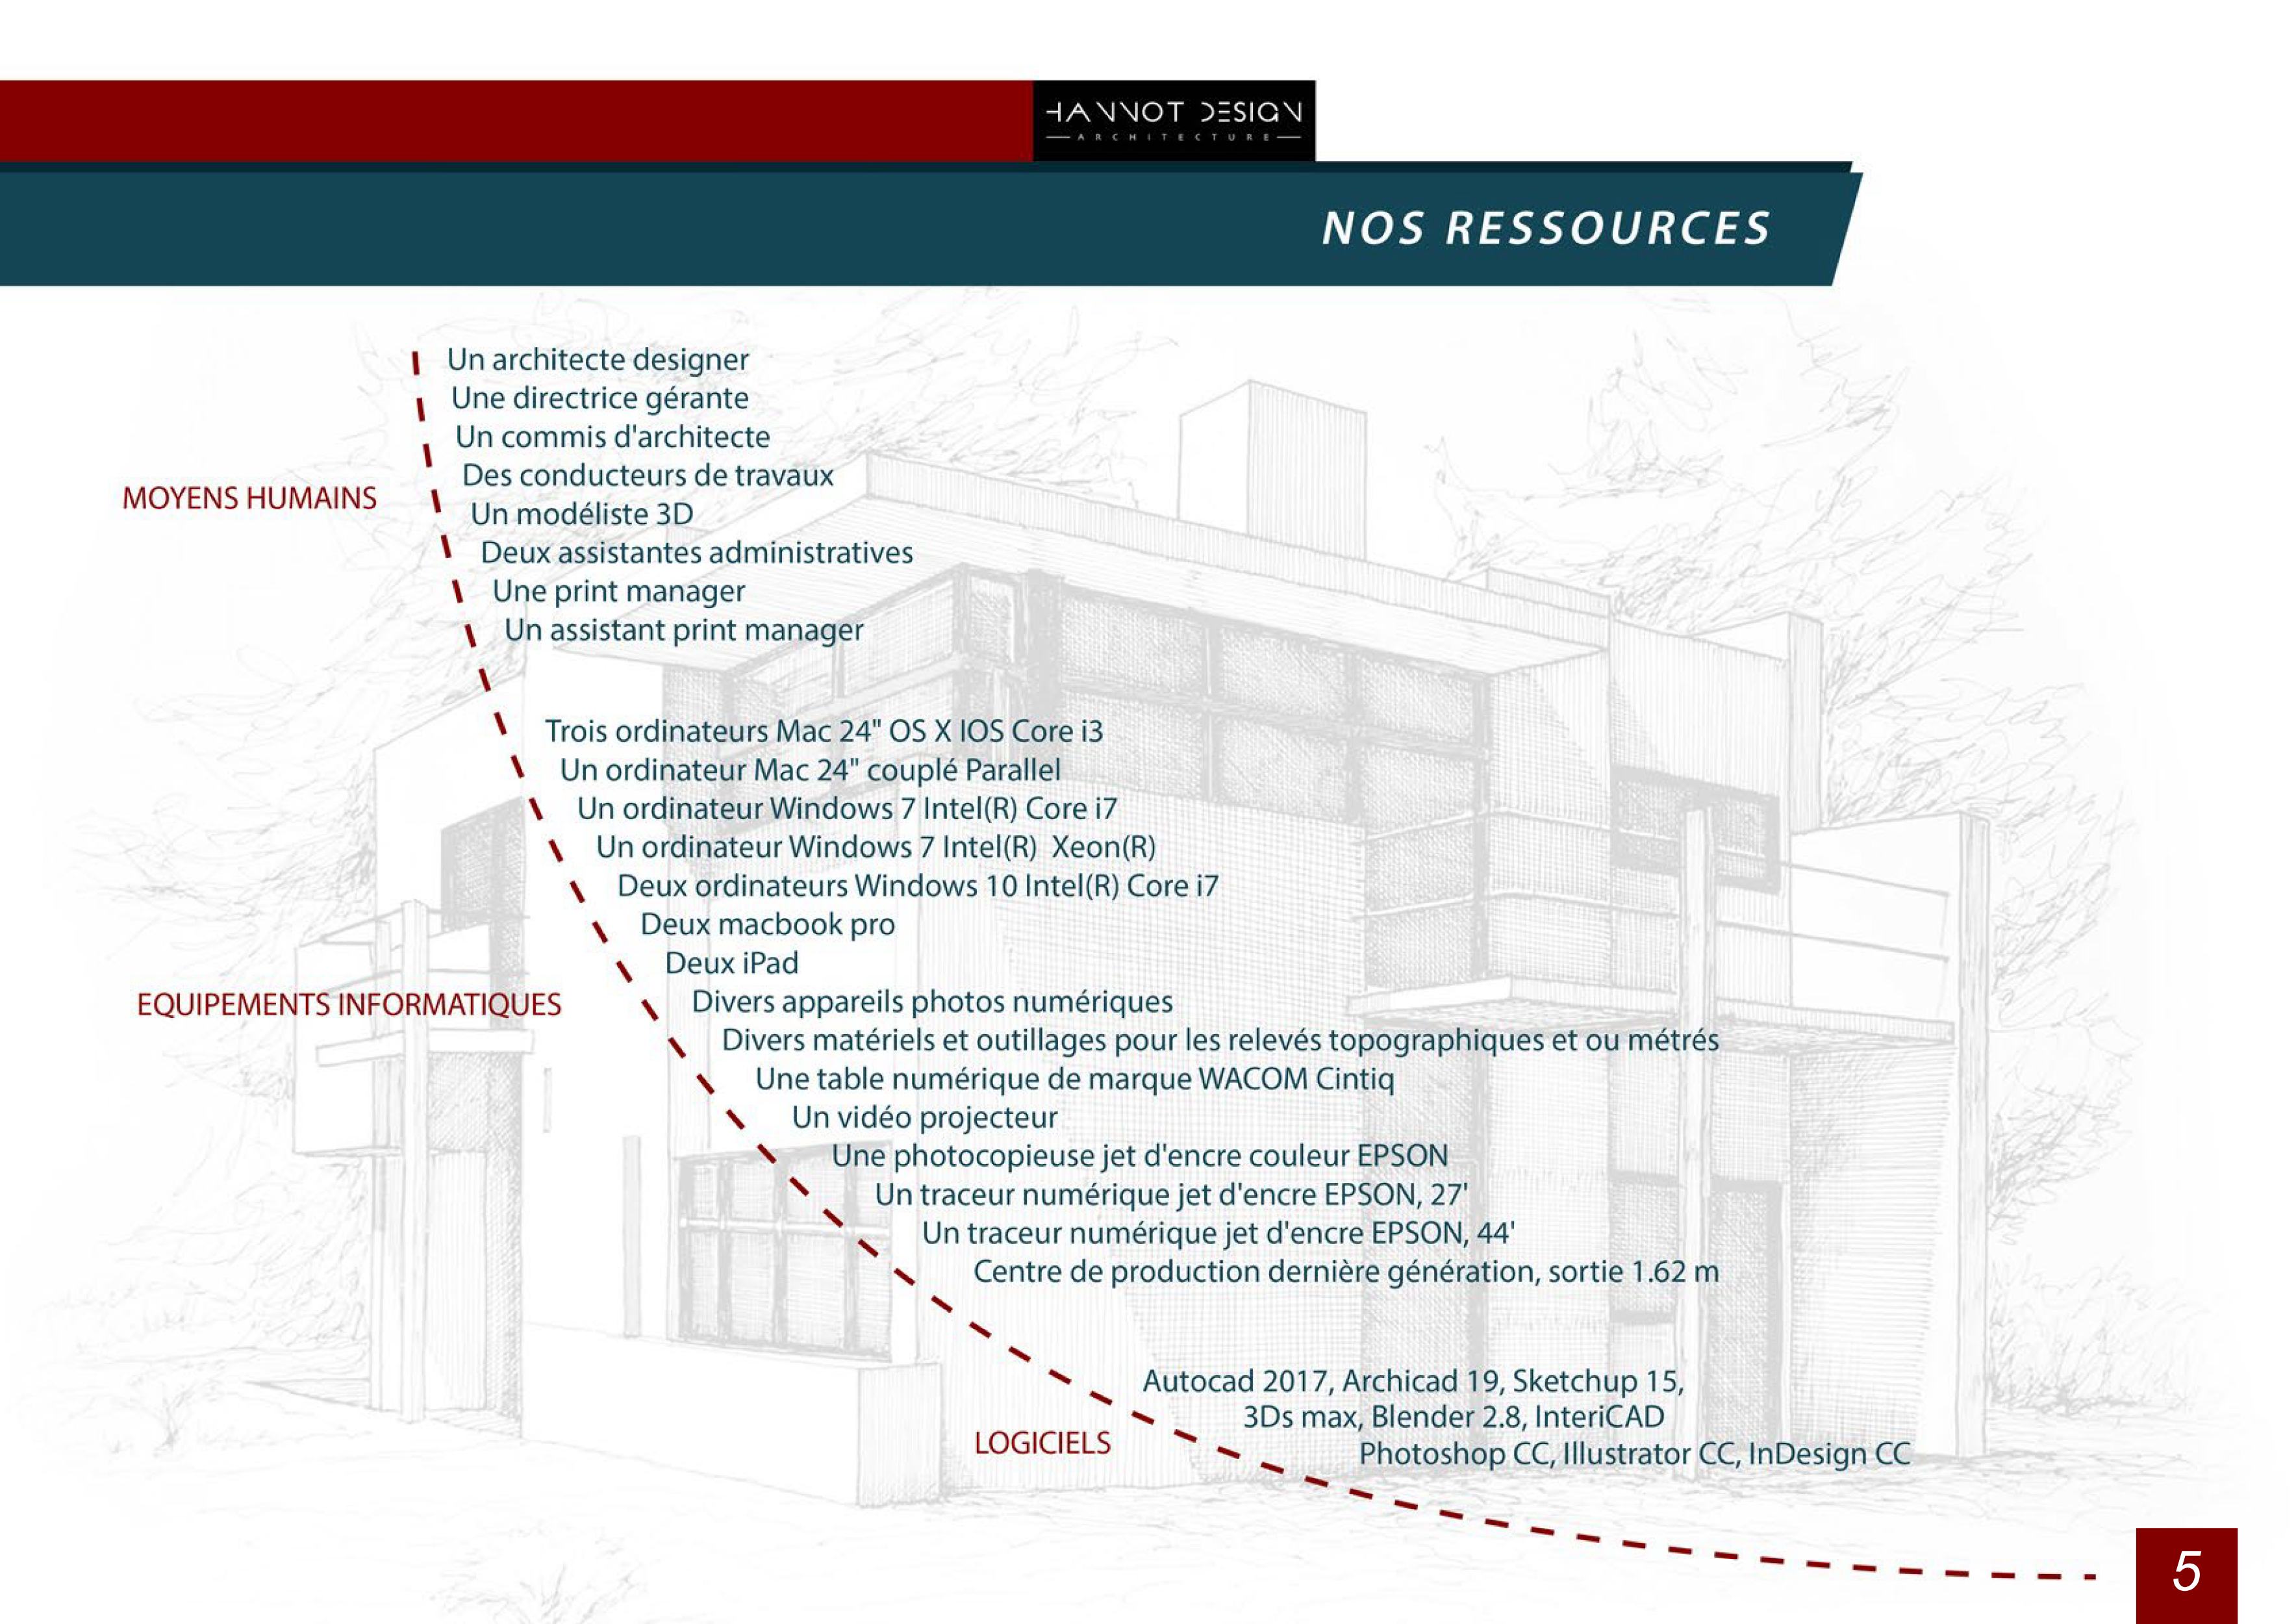 HANNOT DESIGN
ARCHITECTURE
NOS RESSOURCES
MOYENS HUMAINS
Un architecte designer
Une directrice gérante
Un commis d'architecte
Des conducteurs de travaux
Un modéliste 3D
Deux assistantes administratives
Une print manager
Un assistant print manager
EQUIPEMENTS INFORMATIQUES
Trois ordinateurs Mac 24" OS X IOS Core i3
Un ordinateur Mac 24" couplé Parallel
Un ordinateur Windows 7 Intel(R) Core i7
Un ordinateur Windows 7 Intel(R) Xeon(R)
Deux ordinateurs Windows 10 Intel(R) Core i7
Deux macbook pro
Deux iPad
Divers appareils photos numériques
Divers matériels et outillages pour les relevés topographiques et ou métrés
Une table numérique de marque WACOM Cintiq
Un vidéo projecteur
Une photocopieuse jet d'encre couleur EPSON
Un traceur numérique jet d'encre EPSON, 27'
Un traceur numérique jet d'encre EPSON, 44'
Centre de production dernière génération, sortie 1.62 m
LOGICIELS
Autocad 2017, Archicad 19, Sketchup 15,
3Ds max, Blender 2.8, InteriCAD
Photoshop CC, Illustrator CC, InDesign CC
5